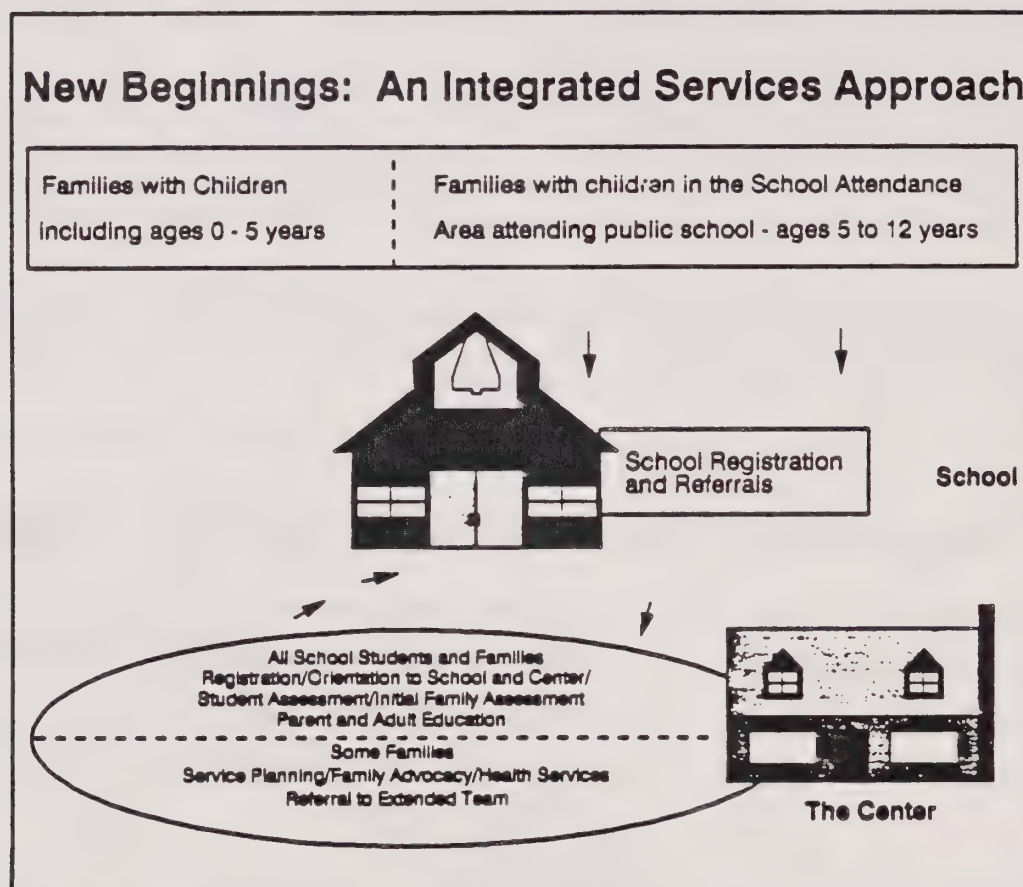 New Beginnings: An Integrated Services Approach
Families with Children
including ages 0 - 5 years
Families with children in the School Attendance
Area attending public school - ages 5 to 12 years
School Registration
and Referrals
School
All School Students and Families
Registration/Orientation to School and Center/
Student Assessment/Initial Family Assessment
Parent and Adult Education
Some Families
Service Planning/Family Advocacy/Health Services
Referral to Extended Team
The Center